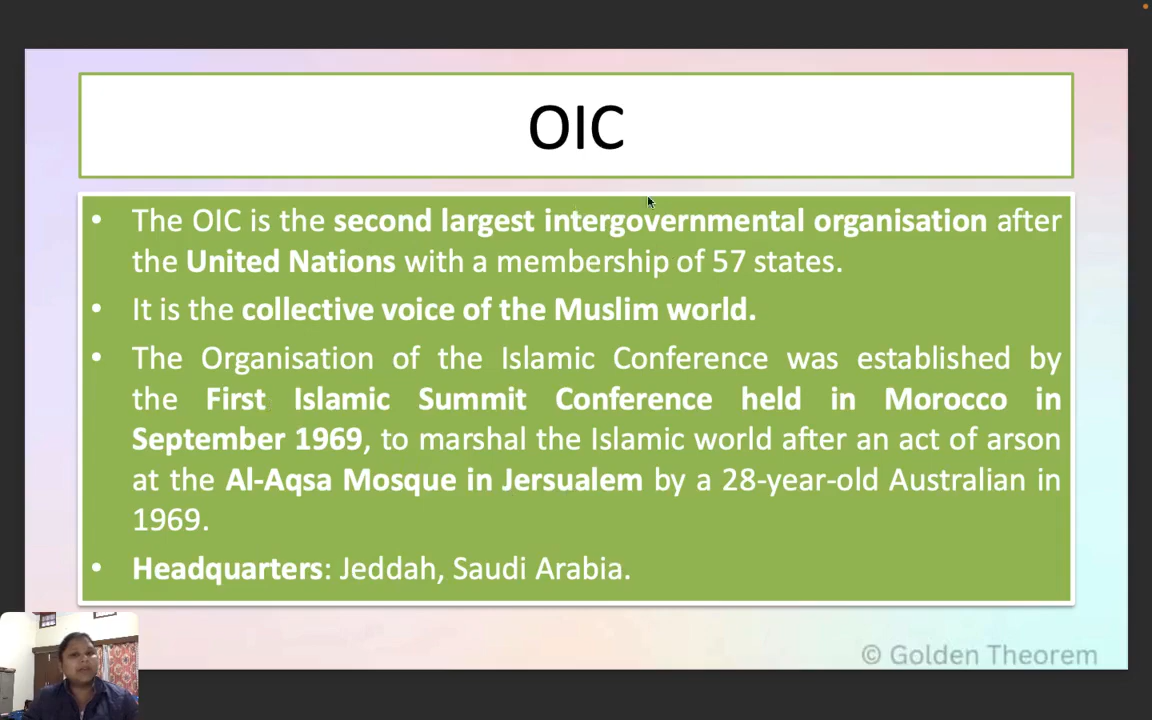 OIC
• The OIC is the second largest intergovernmental organisation after
the United Nations with a membership of 57 states.
• It is the collective voice of the Muslim world.
• The Organisation of the Islamic Conference was established by
the First Islamic Summit Conference held in Morocco in
September 1969, to marshal the Islamic world after an act of arson
at the Al-Aqsa Mosque in Jersualem by a 28-year-old Australian in
1969.
• Headquarters: Jeddah, Saudi Arabia.
© Golden Theorem